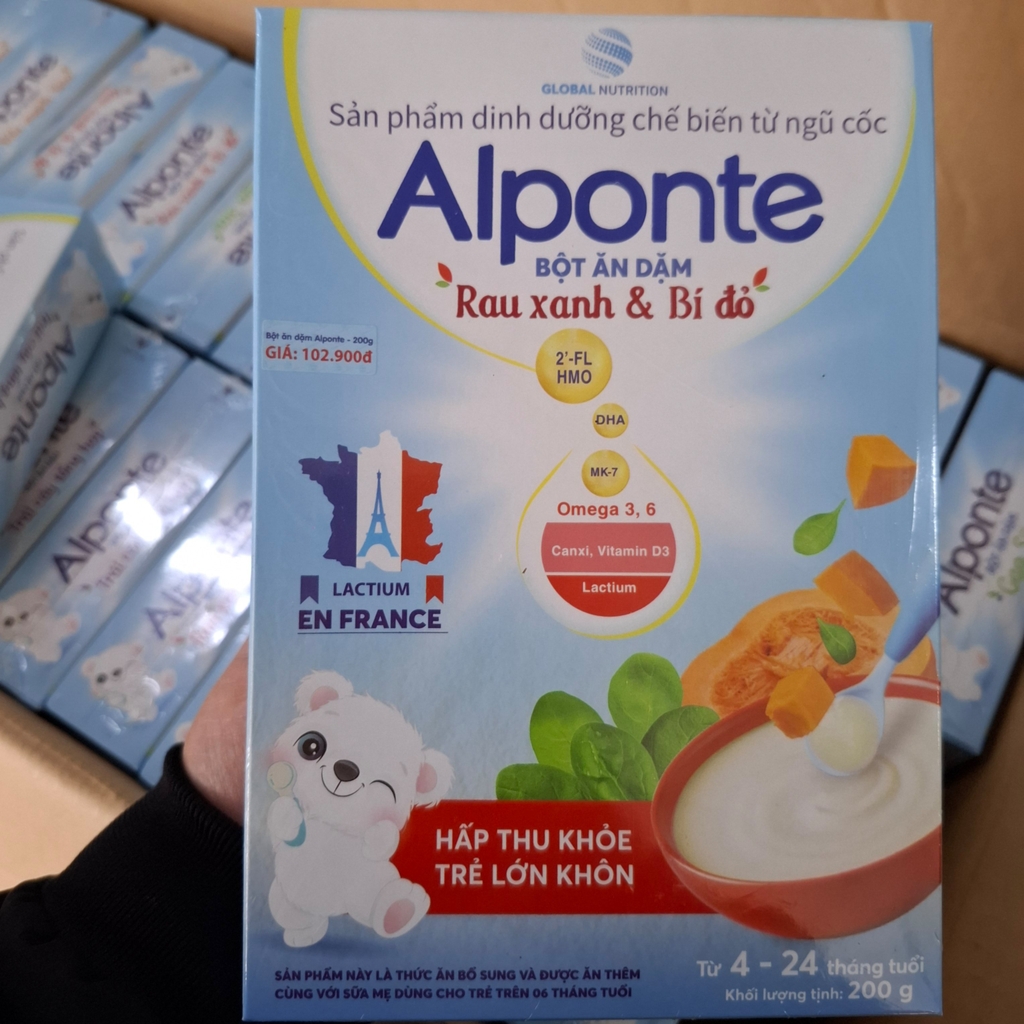 GLOBAL NUTRITION
Sản phẩm dinh dưỡng chế biến từ ngũ cốc
Alponte
BỘT ĂN DẶM
Rau xanh & Bí đỏ
Bột ăn dặm Alponte - 200g
GIÁ: 102.900đ
2'-FL
HMO
DHA
MK-7
Omega 3, 6
Canxi, Vitamin D3
Lactium
LACTIUM
EN FRANCE
HẤP THU KHỎE
TRẺ LỚN KHÔN
SẢN PHẨM NÀY LÀ THỨC ĂN BỔ SUNG VÀ ĐƯỢC ĂN THÊM
CÙNG VỚI SỮA MẸ DÙNG CHO TRẺ TRÊN 06 THÁNG TUỔI
Từ 4 - 24 tháng tuổi
Khối lượng tịnh: 200 g
Alponte
Alponte
Alponte
Alponte
Alponte